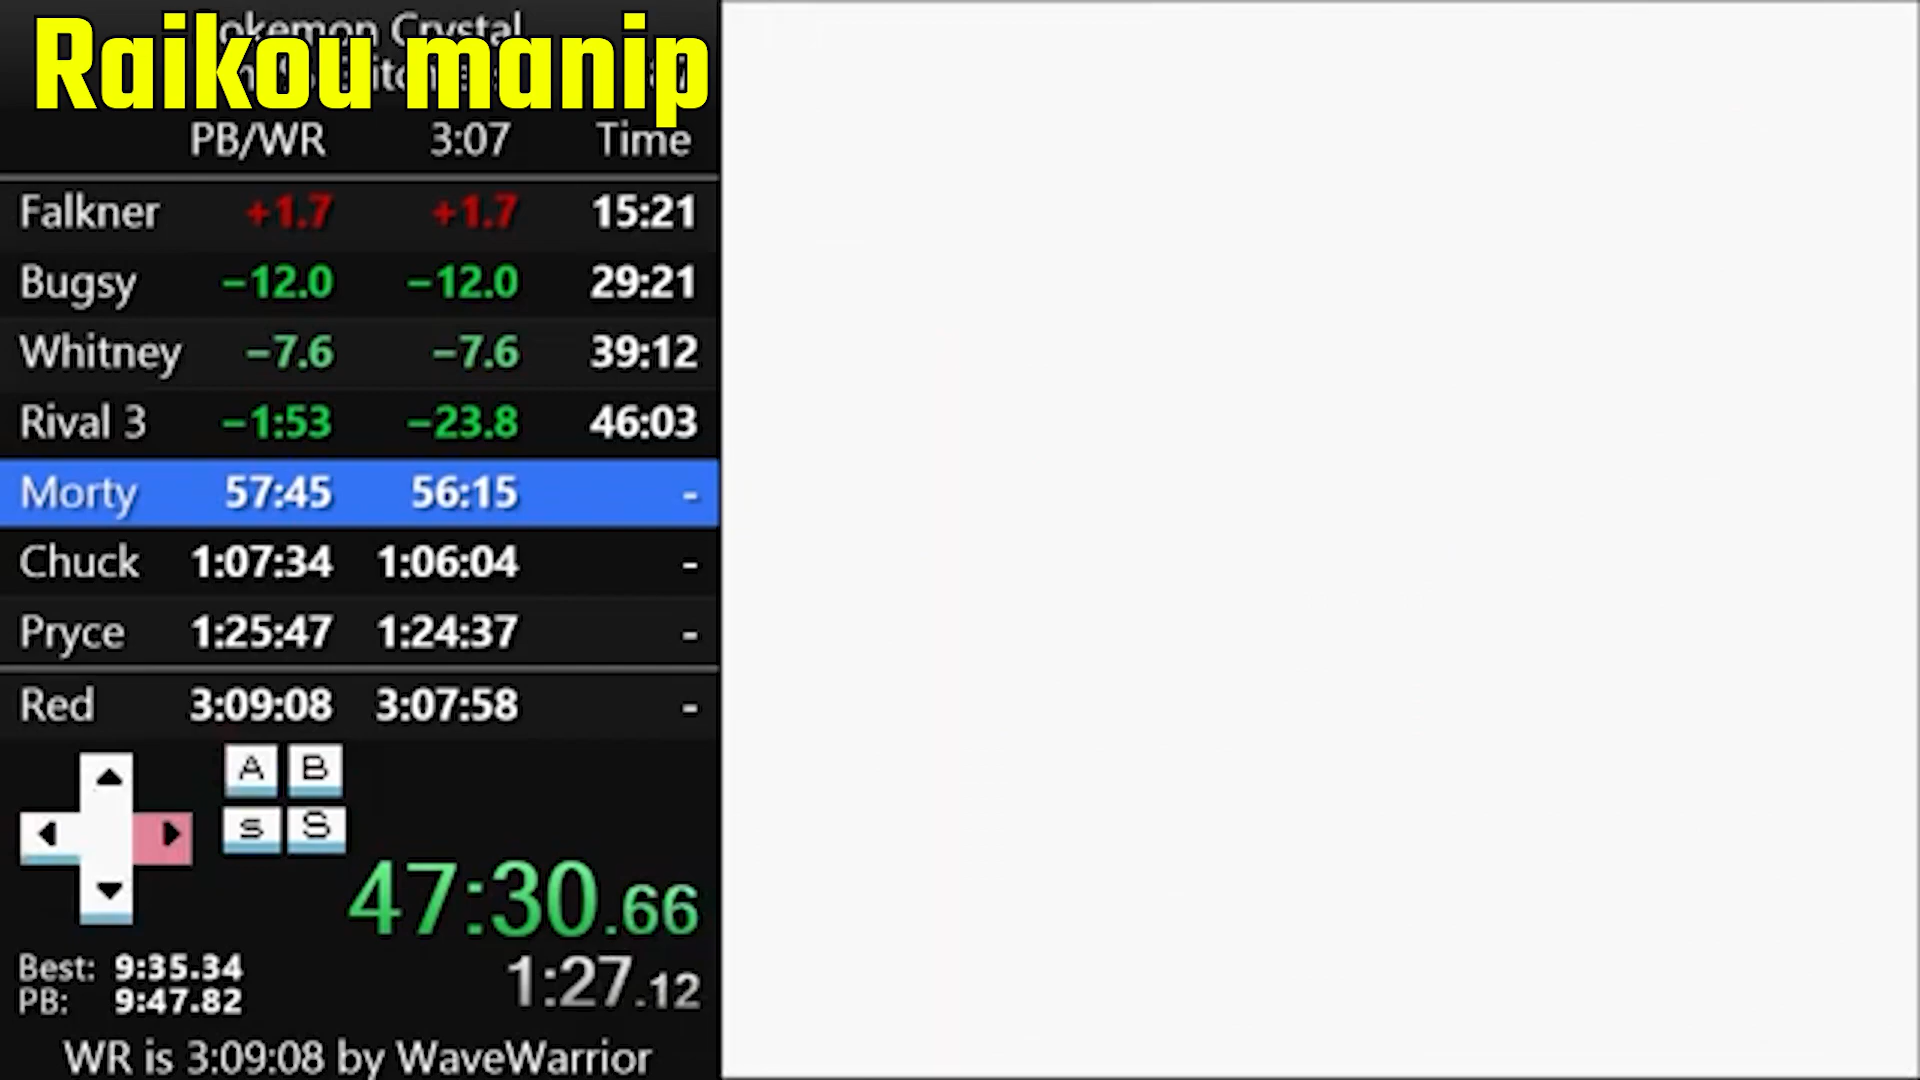 Pokemon Crystal
Raikou manip
PB/WR 3:07 Time
Falkner +1.7 +1.7 15:21
Bugsy −12.0 −12.0 29:21
Whitney −7.6 −7.6 39:12
Rival 3 −1:53 −23.8 46:03
Morty 57:45 56:15 -
Chuck 1:07:34 1:06:04 -
Pryce 1:25:47 1:24:37 -
Red 3:09:08 3:07:58 -
A B
s S
47:30.66
Best: 9:35.34
1:27.12
PB: 9:47.82
WR is 3:09:08 by WaveWarrior